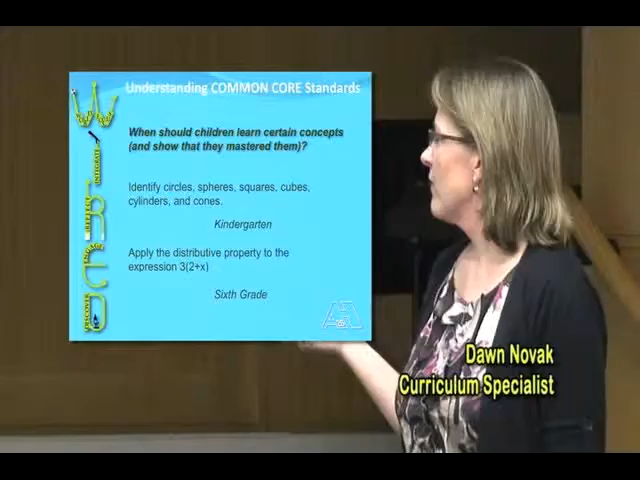 Understanding COMMON CORE Standards
When should children learn certain concepts
(and show that they mastered them)?
Identify circles, spheres, squares, cubes,
cylinders, and cones.
Kindergarten
Apply the distributive property to the
expression 3(2+x)
Sixth Grade
INTEGRATE
DISCOVER
Dawn Novak
Curriculum Specialist